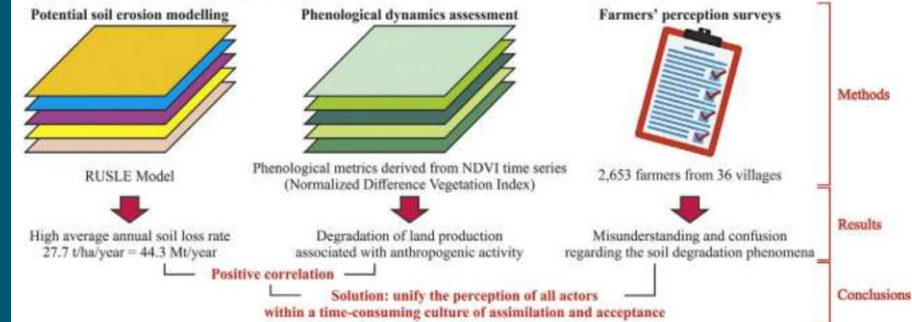 Potential soil erosion modelling
Phenological dynamics assessment
Farmers' perception surveys
Methods
RUSLE Model
Phenological metrics derived from NDVI time series
(Normalized Difference Vegetation Index)
2,653 farmers from 36 villages
Results
High average annual soil loss rate
27.7 t/ha/year = 44.3 Mt/year
Degradation of land production
associated with anthropogenic activity
Misunderstanding and confusion
regarding the soil degradation phenomena
Positive correlation
Conclusions
Solution: unify the perception of all actors
within a time-consuming culture of assimilation and acceptance